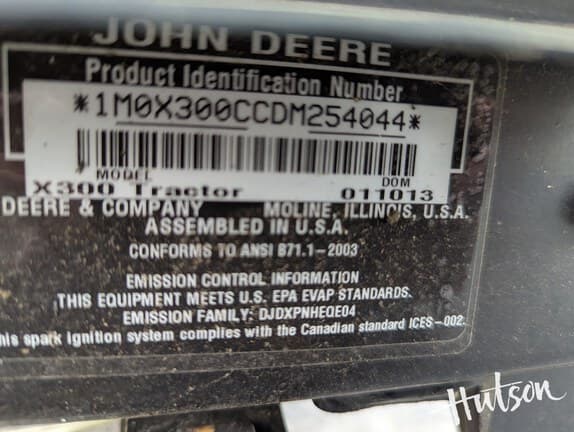 JOHN DEERE
Product Identification Number
*1M0X300CCDM254044*
MODEL DOM
X300 Tractor 011013
DEERE & COMPANY MOLINE, ILLINOIS, U.S.A.
ASSEMBLED IN U.S.A.
CONFORMS TO ANSI B71.1-2003
EMISSION CONTROL INFORMATION
THIS EQUIPMENT MEETS U.S. EPA EVAP STANDARDS.
EMISSION FAMILY: DJDXPNHEQE04
his spark ignition system complies with the Canadian standard ICES-002.
Hutson